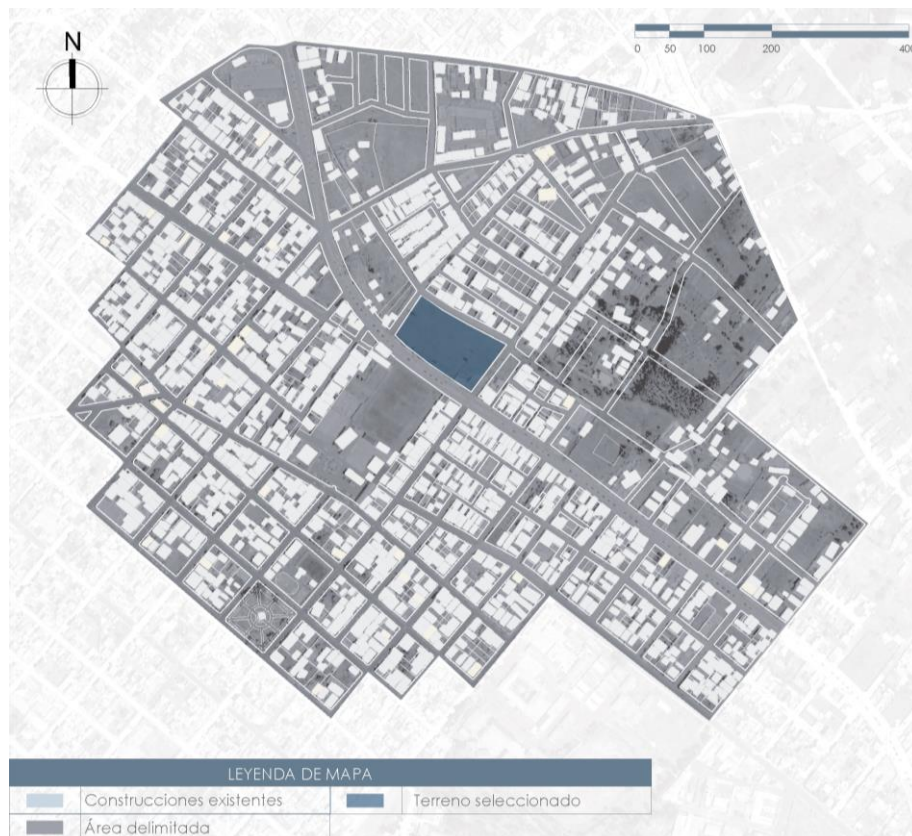 N
0 50 100 200 400
LEYENDA DE MAPA
Construcciones existentes Terreno seleccionado
Área delimitada